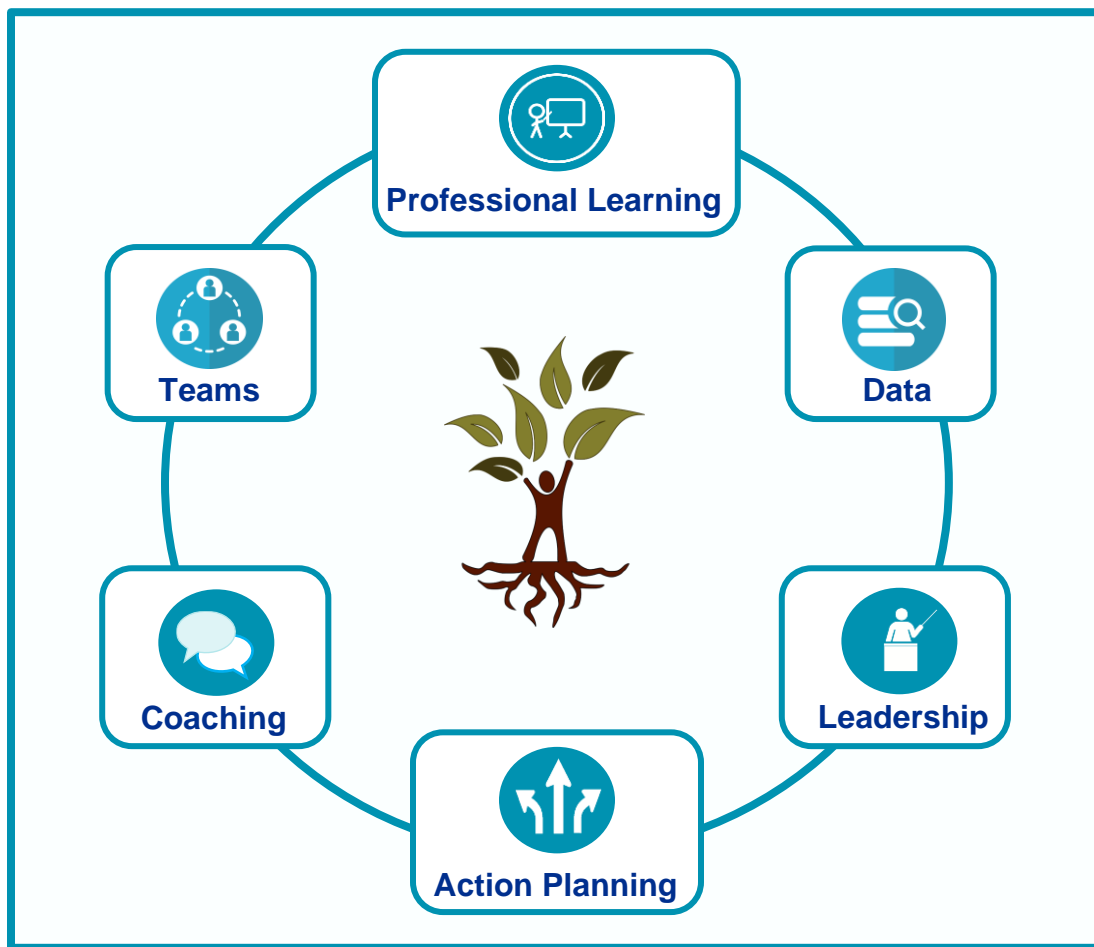 Professional Learning
Teams
Data
Coaching
Leadership
Action Planning